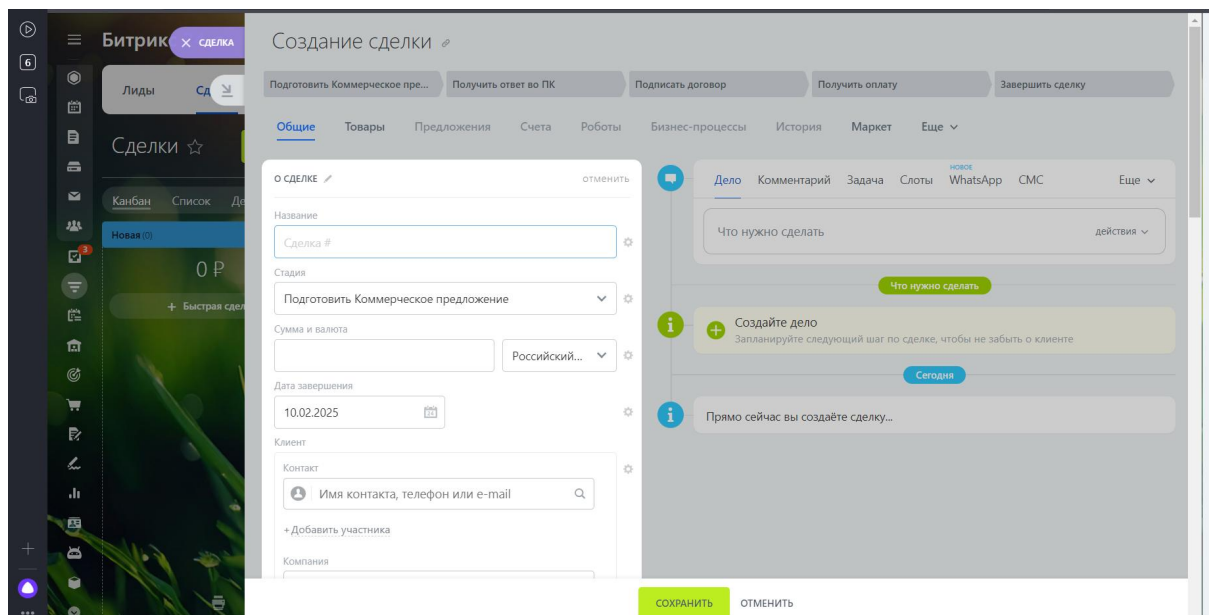 6
Битрик
СДЕЛКА
Создание сделки
Лиды
Сд
Подготовить Коммерческое пре...
Получить ответ во ПК
Подписать договор
Получить оплату
Завершить сделку
Общие
Товары
Предложения
Счета
Роботы
Бизнес-процессы
История
Маркет
Еще
Сделки
Канбан
Список
Де
Новая (0)
3
0 ₽
+ Быстрая сдел
О СДЕЛКЕ
ОТМЕНИТЬ
Название
Сделка #
Стадия
Подготовить Коммерческое предложение
Сумма и валюта
Российский...
Дата завершения
10.02.2025
Клиент
Контакт
Имя контакта, телефон или e-mail
+ Добавить участника
Компания
НОВОЕ
Дело
Комментарий
Задача
Слоты
WhatsApp
СМС
Еще
Что нужно сделать
действия
Что нужно сделать
Создайте дело
Запланируйте следующий шаг по сделке, чтобы не забыть о клиенте
Сегодня
Прямо сейчас вы создаёте сделку...
СОХРАНИТЬ
ОТМЕНИТЬ